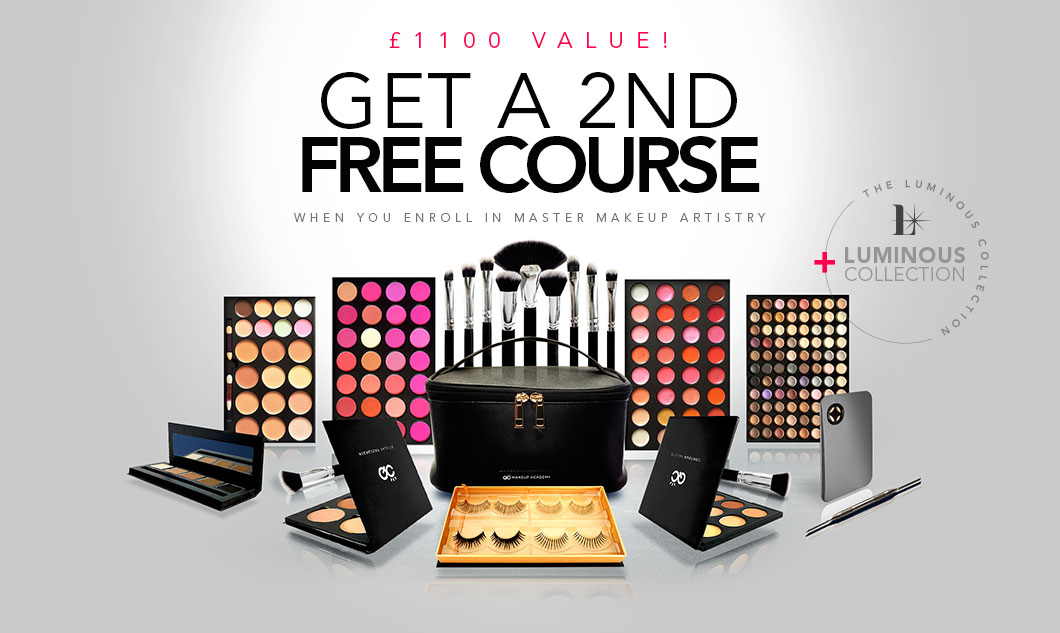 £1100 VALUE!
GET A 2ND
FREE COURSE
WHEN YOU ENROLL IN MASTER MAKEUP ARTISTRY
THE LUMINOUS COLLECTION
L
+ LUMINOUS
COLLECTION
MAKEUP ACADEMY